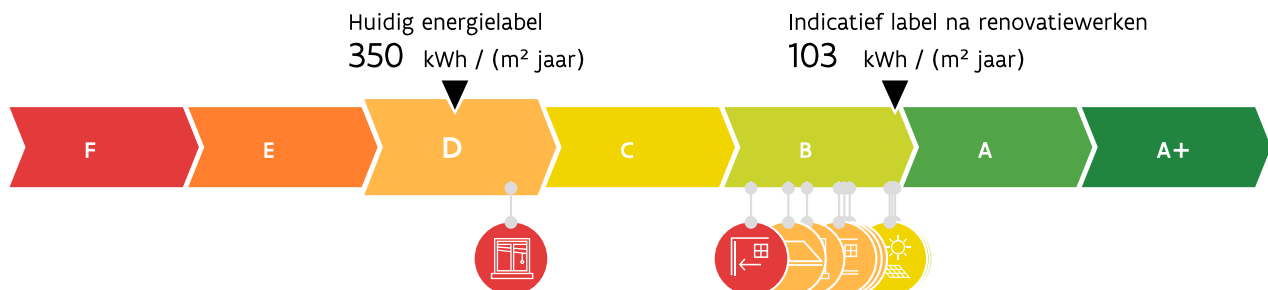 Huidig energielabel
350 kWh / (m² jaar)
Indicatief label na renovatiewerken
103 kWh / (m² jaar)
F E D C B A A+